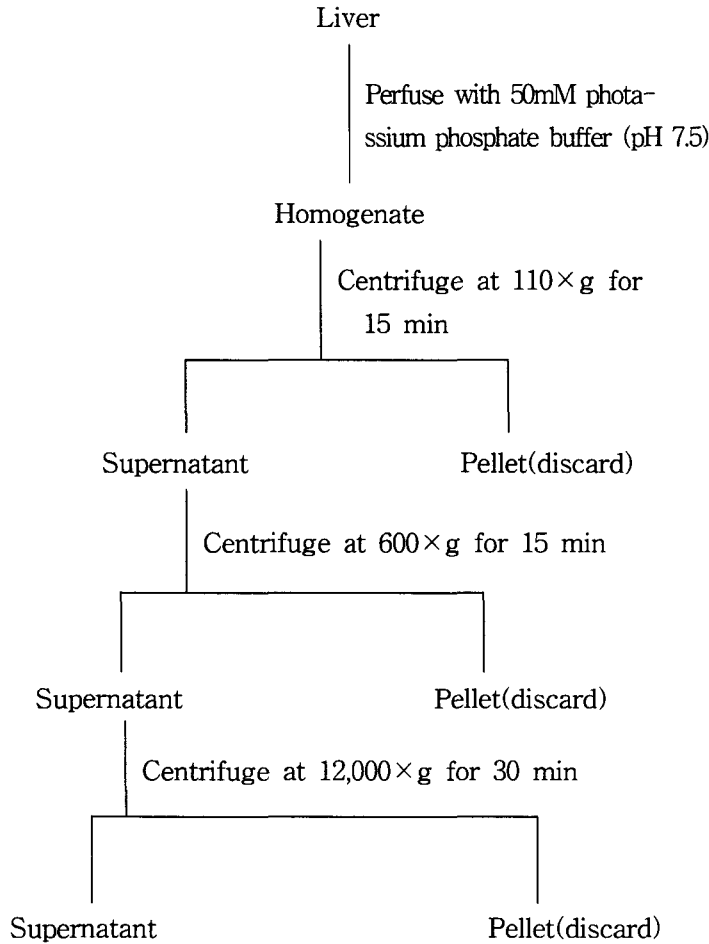 Liver
Perfuse with 50mM phota-
ssium phosphate buffer (pH 7.5)
Homogenate
Centrifuge at 110×g for
15 min
Supernatant Pellet(discard)
Centrifuge at 600×g for 15 min
Supernatant Pellet(discard)
Centrifuge at 12,000×g for 30 min
Supernatant Pellet(discard)